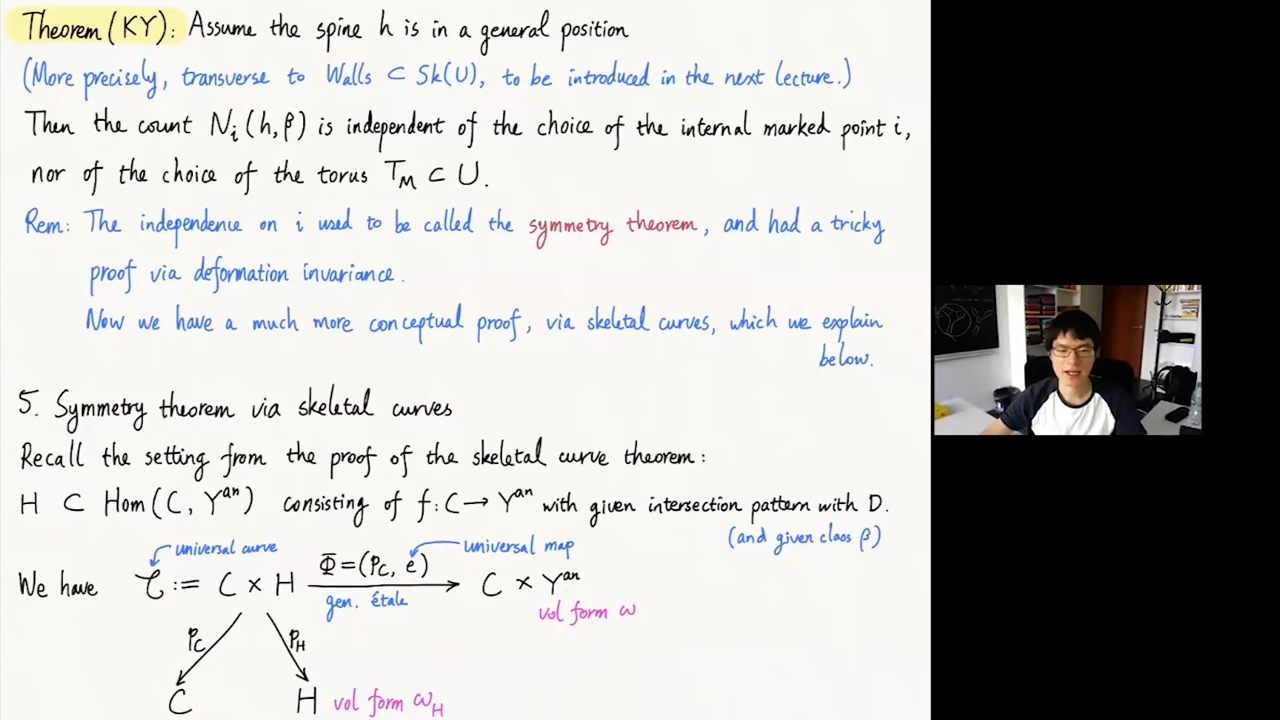 Theorem (KY): Assume the spine h is in a general position
(More precisely, transverse to Walls ⊂ Sk(U), to be introduced in the next lecture.)
Then the count Nᵢ(h,β) is independent of the choice of the internal marked point i,
nor of the choice of the torus T_M ⊂ U.
Rem: The independence on i used to be called the symmetry theorem, and had a tricky
proof via deformation invariance.
Now we have a much more conceptual proof, via skeletal curves, which we explain
below.
5. Symmetry theorem via skeletal curves
Recall the setting from the proof of the skeletal curve theorem:
H ⊂ Hom(C, Y^an) consisting of f: C → Y^an with given intersection pattern with D.
(and given class β)
universal curve
universal map
We have 𝒞 := C × H Φ=(p_C, e) C × Y^an
gen. étale
vol form ω
p_C p_H
C H vol form ω_H